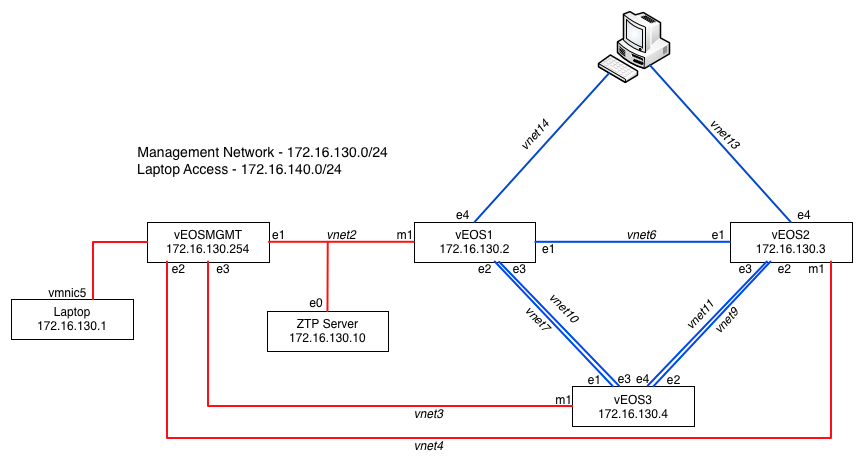 vnet14
vnet13
Management Network - 172.16.130.0/24
Laptop Access - 172.16.140.0/24
e4
e4
vEOSMGMT
172.16.130.254
e1
vnet2
m1
vEOS1
172.16.130.2
e1
vnet6
e1
vEOS2
172.16.130.3
e2
e3
e2
e3
e3
e2
m1
vmnic5
Laptop
172.16.130.1
e0
ZTP Server
172.16.130.10
vnet10
vnet7
vnet11
vnet9
e1
e3
e4
e2
m1
vEOS3
172.16.130.4
vnet3
vnet4